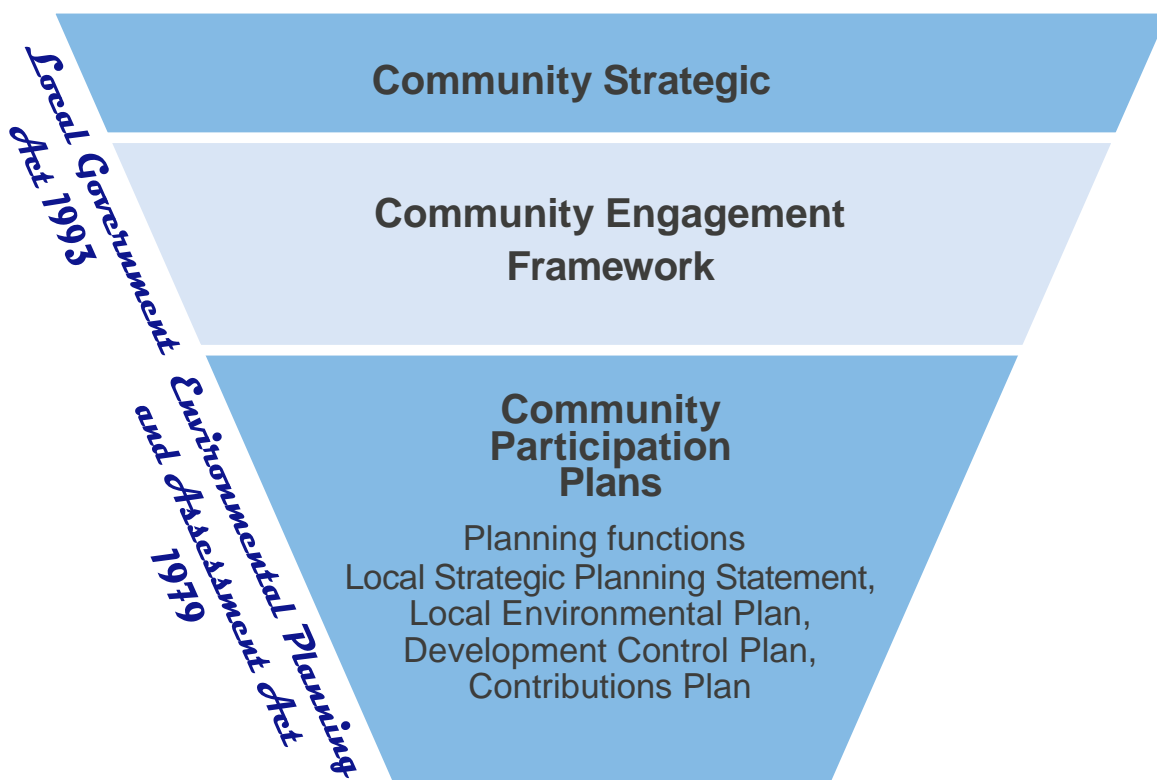 Community Strategic
Local Government
Act 1993
Community Engagement
Framework
Environmental Planning
and Assessment Act
1979
Community
Participation
Plans
Planning functions
Local Strategic Planning Statement,
Local Environmental Plan,
Development Control Plan,
Contributions Plan